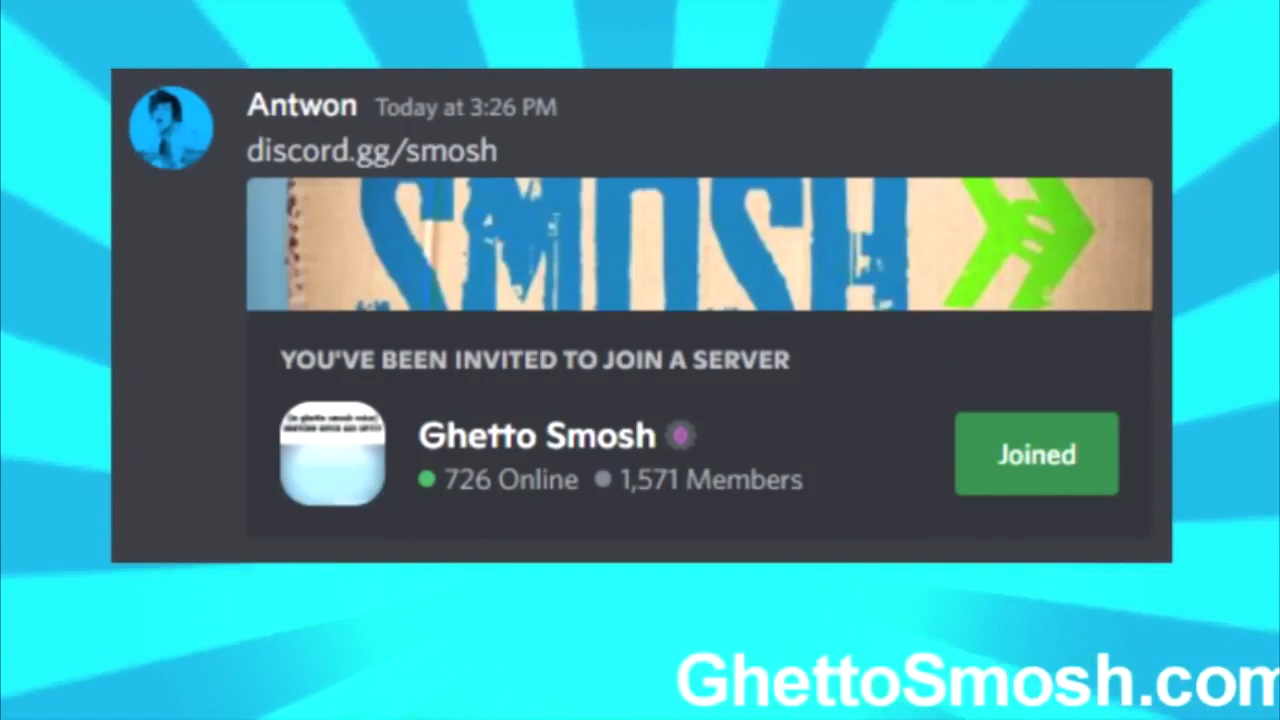 Antwon Today at 3:26 PM
discord.gg/smosh
SMOSH
YOU'VE BEEN INVITED TO JOIN A SERVER
Ghetto Smosh
726 Online 1,571 Members
Joined
GhettoSmosh.com